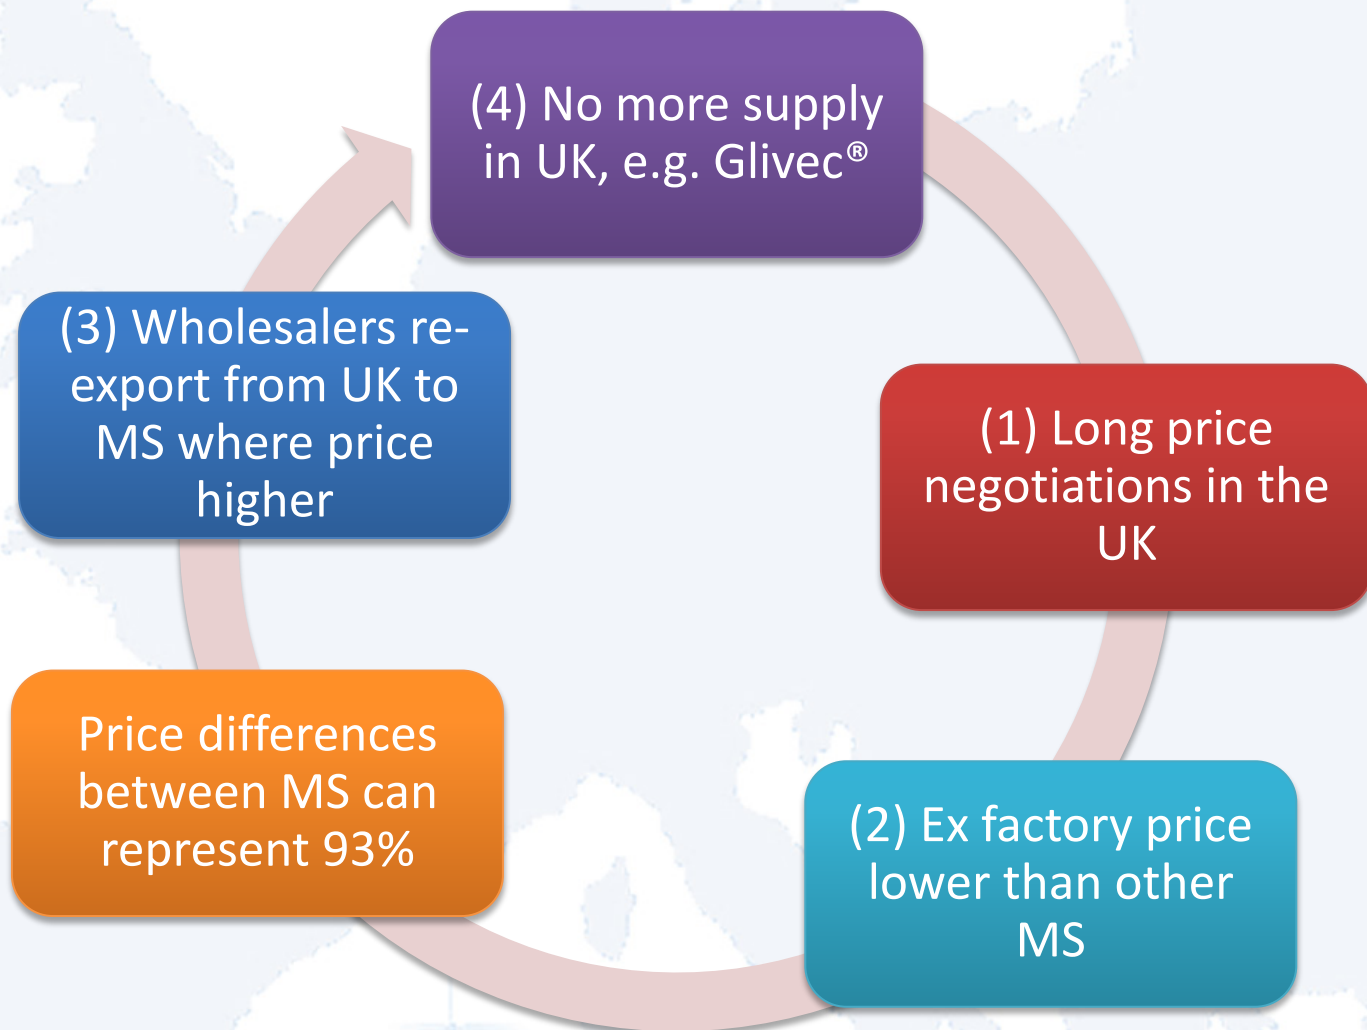 (4) No more supply
in UK, e.g. Glivec®
(3) Wholesalers re-
export from UK to
MS where price
higher
(1) Long price
negotiations in the
UK
Price differences
between MS can
represent 93%
(2) Ex factory price
lower than other
MS